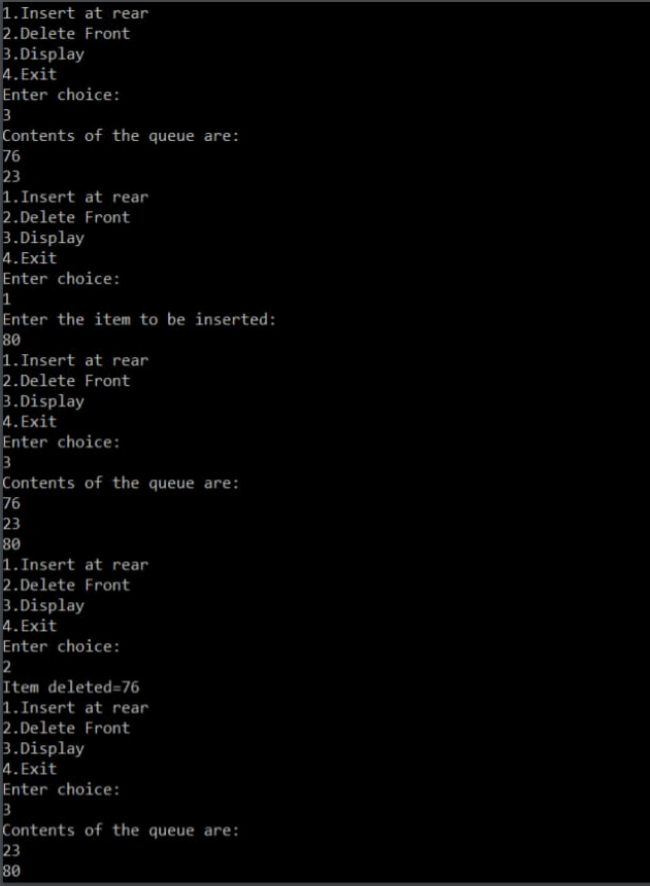 1.Insert at rear
2.Delete Front
3.Display
4.Exit
Enter choice:
3
Contents of the queue are:
76
23
1.Insert at rear
2.Delete Front
3.Display
4.Exit
Enter choice:
1
Enter the item to be inserted:
80
1.Insert at rear
2.Delete Front
3.Display
4.Exit
Enter choice:
3
Contents of the queue are:
76
23
80
1.Insert at rear
2.Delete Front
3.Display
4.Exit
Enter choice:
2
Item deleted=76
1.Insert at rear
2.Delete Front
3.Display
4.Exit
Enter choice:
3
Contents of the queue are:
23
80